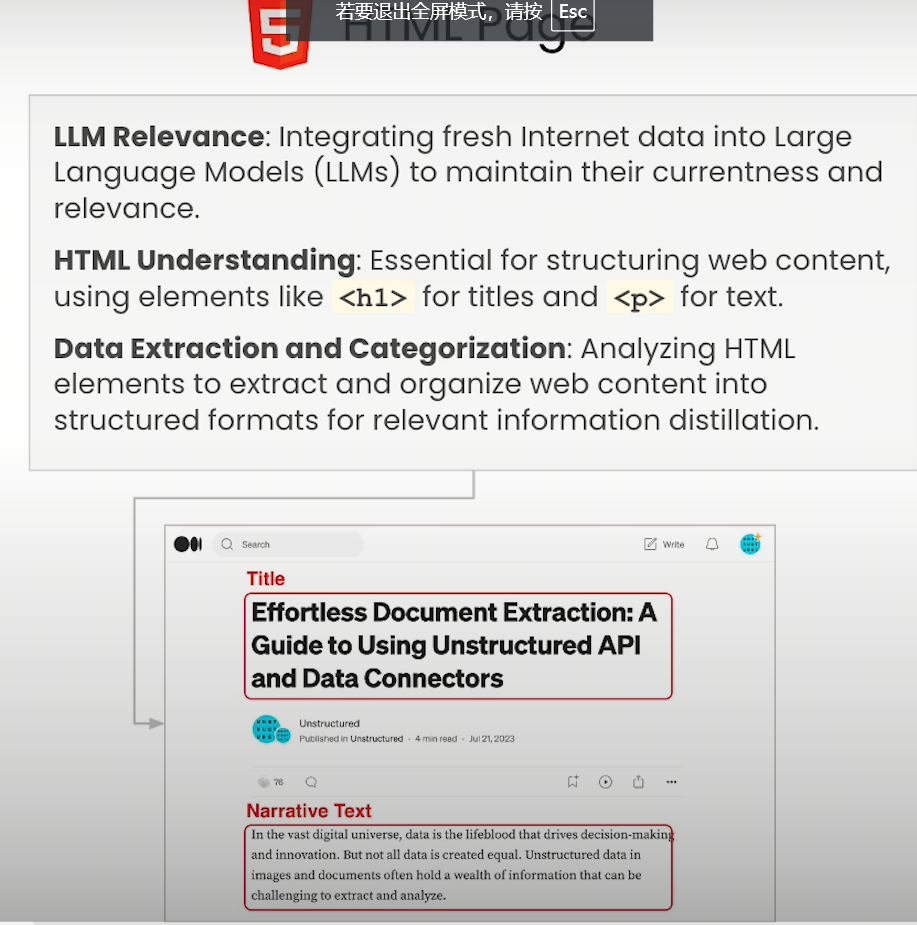 若要退出全屏模式，请按 Esc
HTML Page
LLM Relevance: Integrating fresh Internet data into Large
Language Models (LLMs) to maintain their currentness and
relevance.
HTML Understanding: Essential for structuring web content,
using elements like <h1> for titles and <p> for text.
Data Extraction and Categorization: Analyzing HTML
elements to extract and organize web content into
structured formats for relevant information distillation.
Search
Write
Title
Effortless Document Extraction: A
Guide to Using Unstructured API
and Data Connectors
Unstructured
Published in Unstructured · 4 min read · Jul 21, 2023
76
Narrative Text
In the vast digital universe, data is the lifeblood that drives decision-making
and innovation. But not all data is created equal. Unstructured data in
images and documents often hold a wealth of information that can be
challenging to extract and analyze.